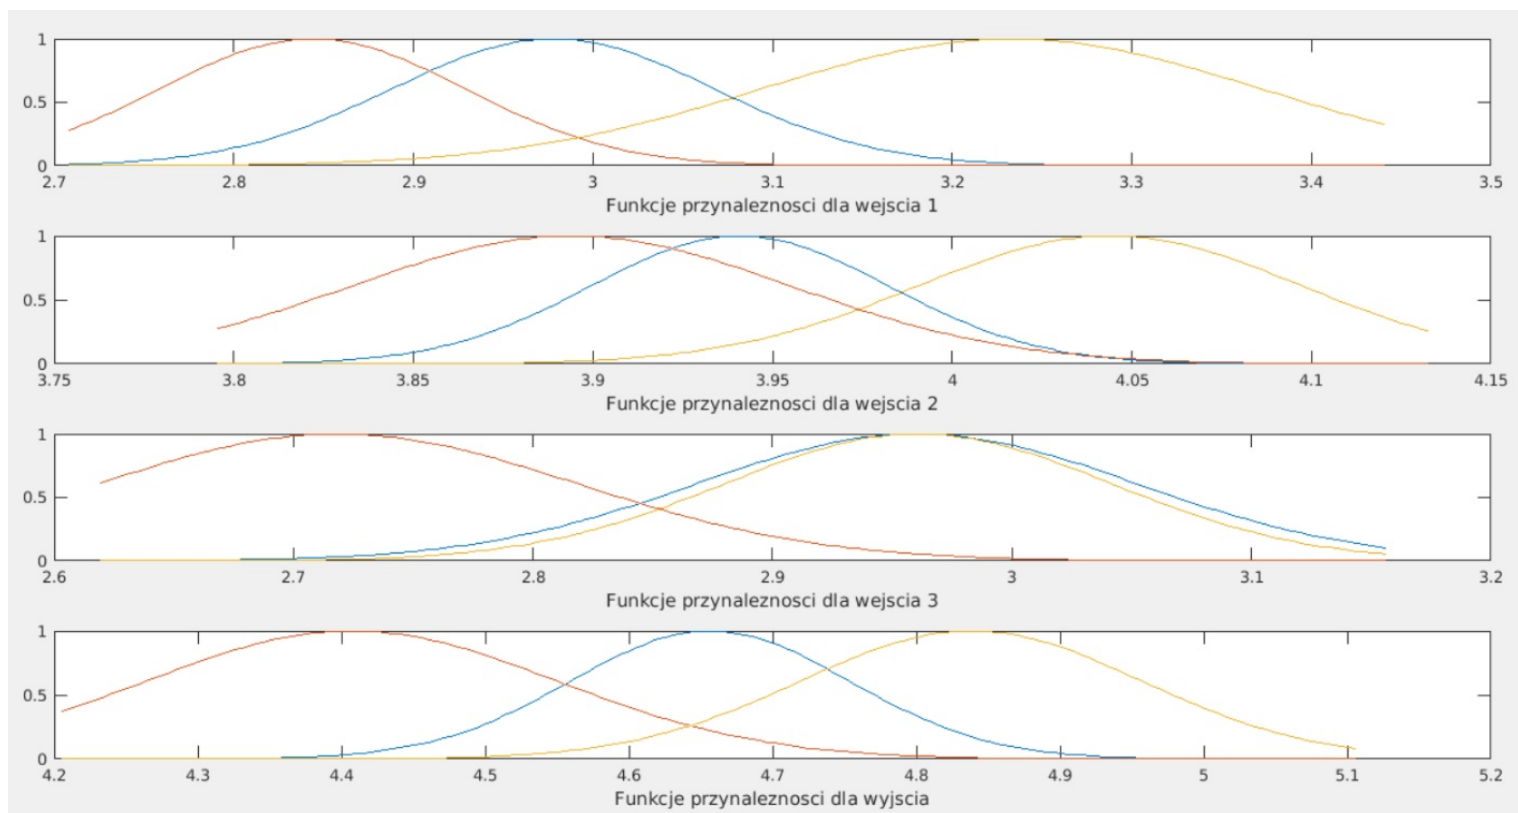 1
0.5
0
2.7 2.8 2.9 3 3.1 3.2 3.3 3.4 3.5
Funkcje przynaleznosci dla wejscia 1
1
0.5
0
3.75 3.8 3.85 3.9 3.95 4 4.05 4.1 4.15
Funkcje przynaleznosci dla wejscia 2
1
0.5
0
2.6 2.7 2.8 2.9 3 3.1 3.2
Funkcje przynaleznosci dla wejscia 3
1
0.5
0
4.2 4.3 4.4 4.5 4.6 4.7 4.8 4.9 5 5.1 5.2
Funkcje przynaleznosci dla wyjscia